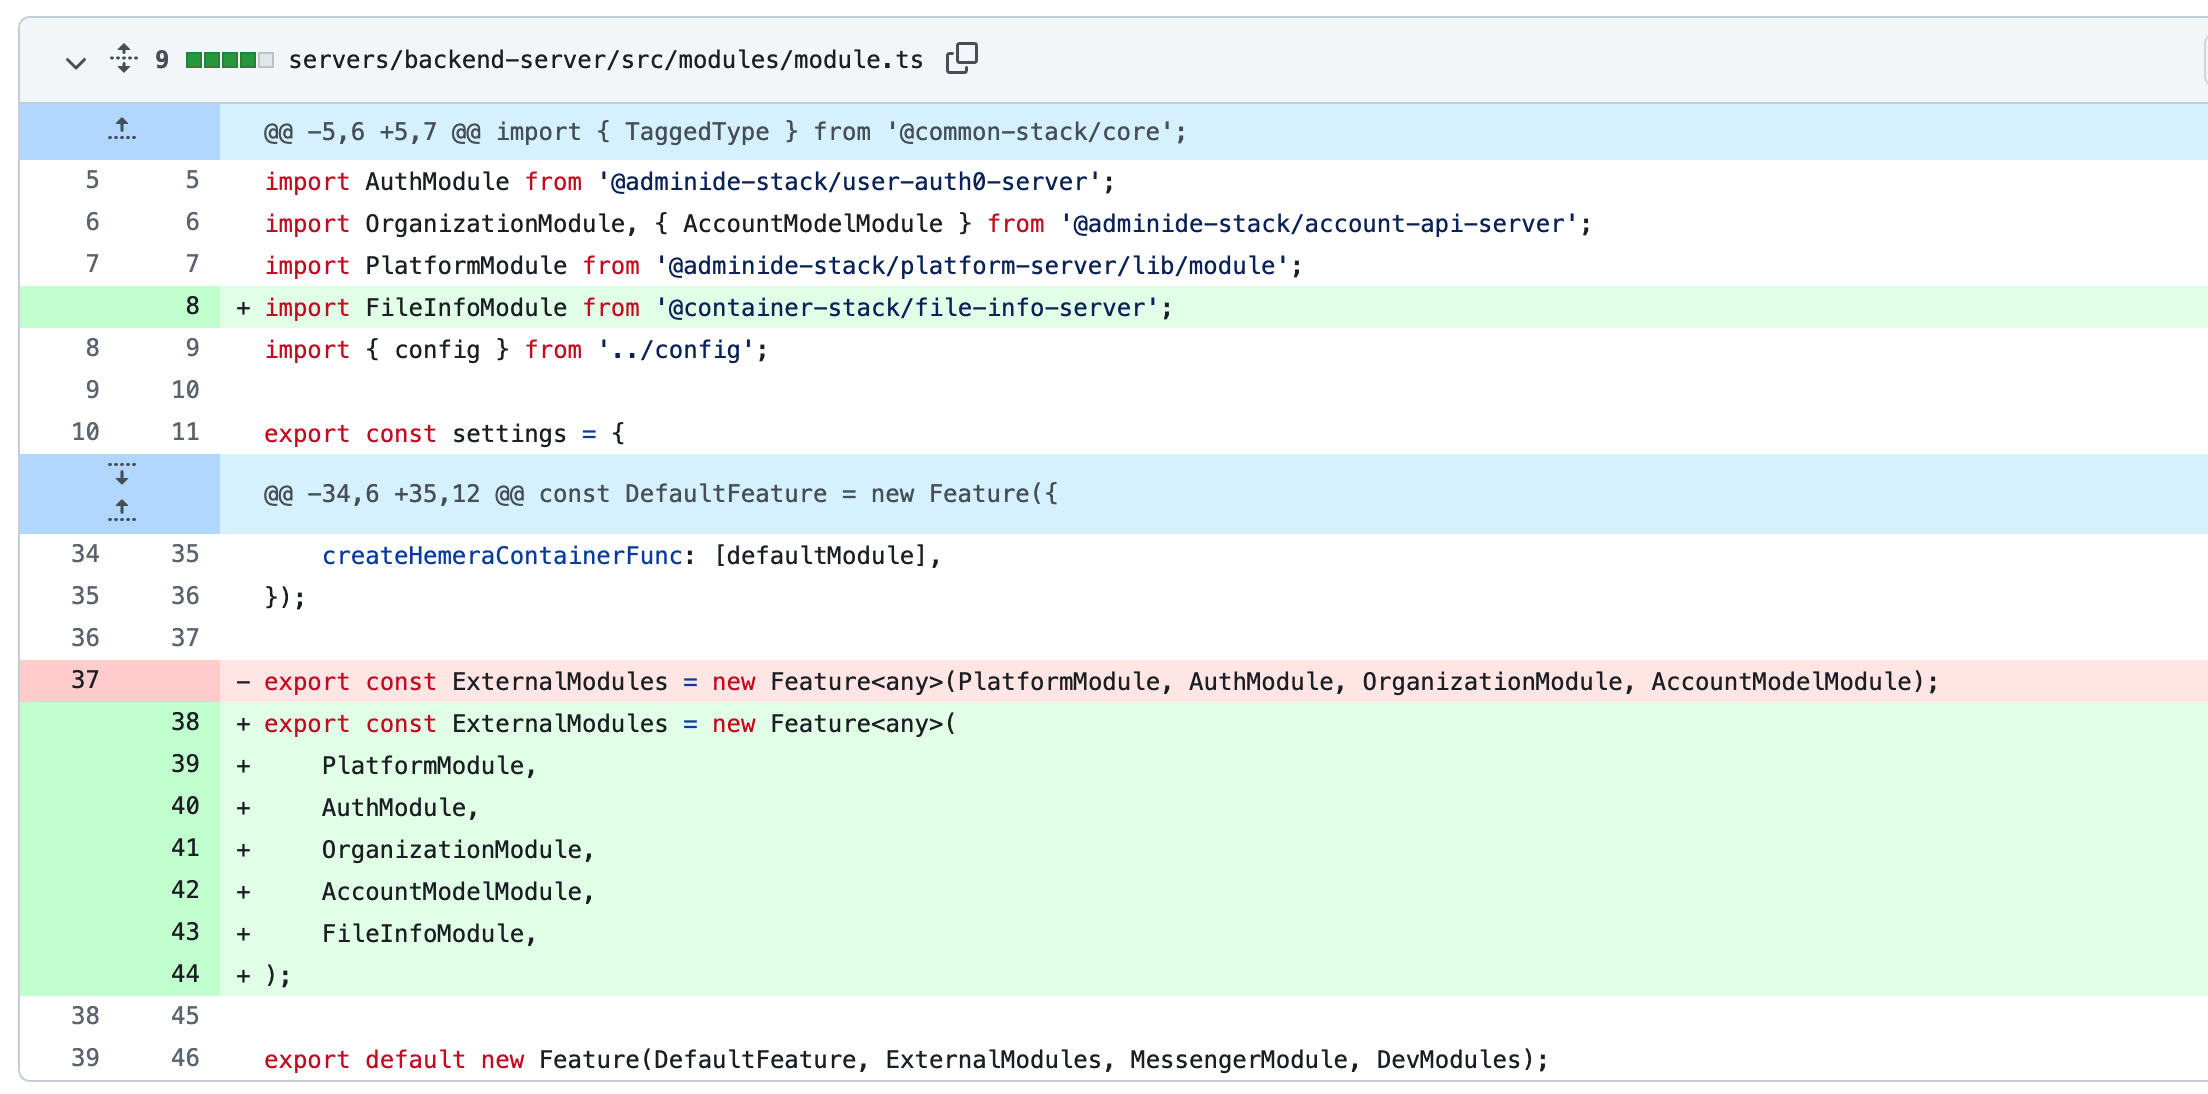 9 servers/backend-server/src/modules/module.ts
@@ -5,6 +5,7 @@ import { TaggedType } from '@common-stack/core';
5 5 import AuthModule from '@adminide-stack/user-auth0-server';
6 6 import OrganizationModule, { AccountModelModule } from '@adminide-stack/account-api-server';
7 7 import PlatformModule from '@adminide-stack/platform-server/lib/module';
8 + import FileInfoModule from '@container-stack/file-info-server';
8 9 import { config } from '../config';
9 10
10 11 export const settings = {
@@ -34,6 +35,12 @@ const DefaultFeature = new Feature({
34 35     createHemeraContainerFunc: [defaultModule],
35 36 });
36 37
37 - export const ExternalModules = new Feature<any>(PlatformModule, AuthModule, OrganizationModule, AccountModelModule);
38 + export const ExternalModules = new Feature<any>(
39 +     PlatformModule,
40 +     AuthModule,
41 +     OrganizationModule,
42 +     AccountModelModule,
43 +     FileInfoModule,
44 + );
38 45
39 46 export default new Feature(DefaultFeature, ExternalModules, MessengerModule, DevModules);